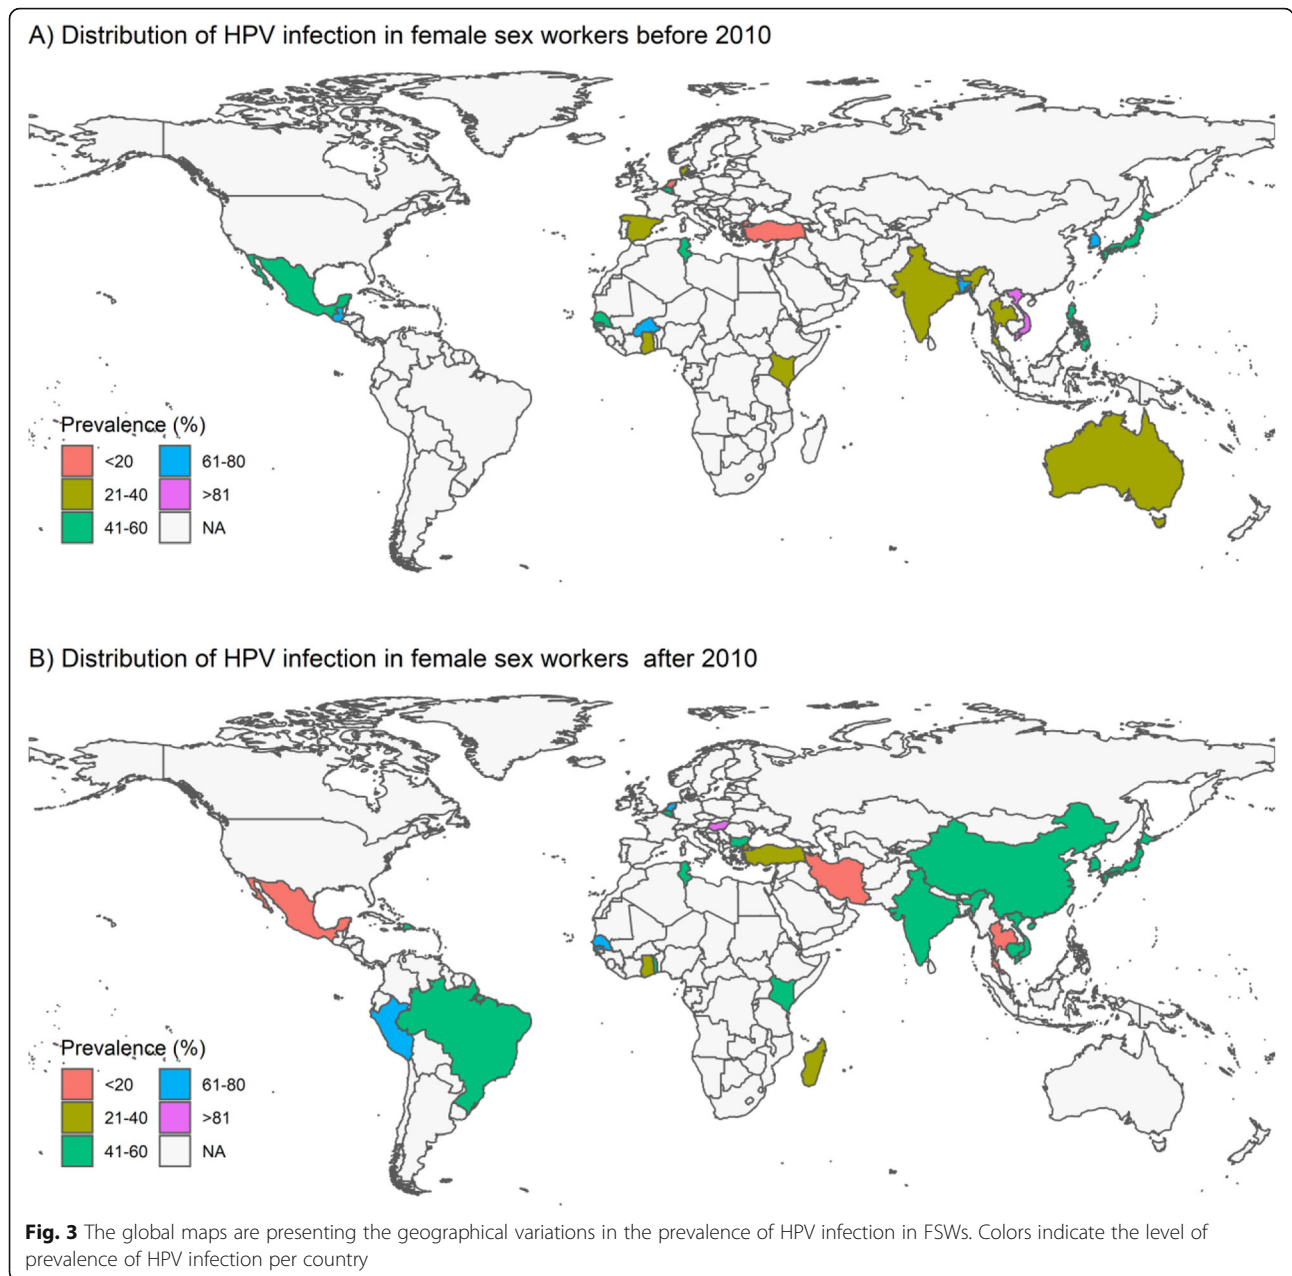 A) Distribution of HPV infection in female sex workers before 2010
Prevalence (%)
<20 61-80
21-40 >81
41-60 NA
B) Distribution of HPV infection in female sex workers after 2010
Prevalence (%)
<20 61-80
21-40 >81
41-60 NA
Fig. 3 The global maps are presenting the geographical variations in the prevalence of HPV infection in FSWs. Colors indicate the level of
prevalence of HPV infection per country